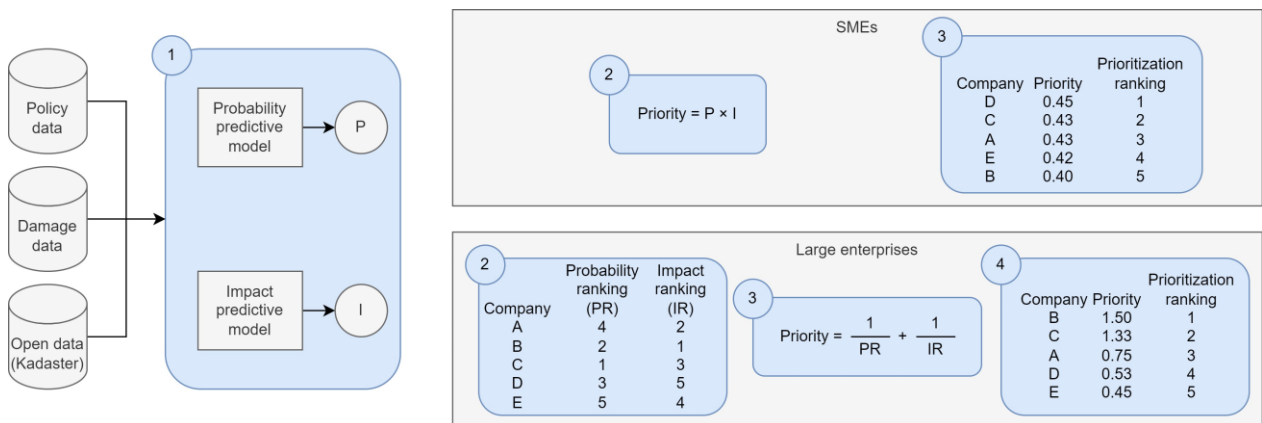 Policy
data
Damage
data
Open data
(Kadaster)
1
Probability
predictive
model
P
Impact
predictive
model
I
SMEs
2
Priority = P × I
3
Prioritization
Company Priority ranking
D 0.45 1
C 0.43 2
A 0.43 3
E 0.42 4
B 0.40 5
Large enterprises
2
Probability Impact
ranking ranking
Company (PR) (IR)
A 4 2
B 2 1
C 1 3
D 3 5
E 5 4
3
Priority = 1/PR + 1/IR
4
Prioritization
Company Priority ranking
B 1.50 1
C 1.33 2
A 0.75 3
D 0.53 4
E 0.45 5